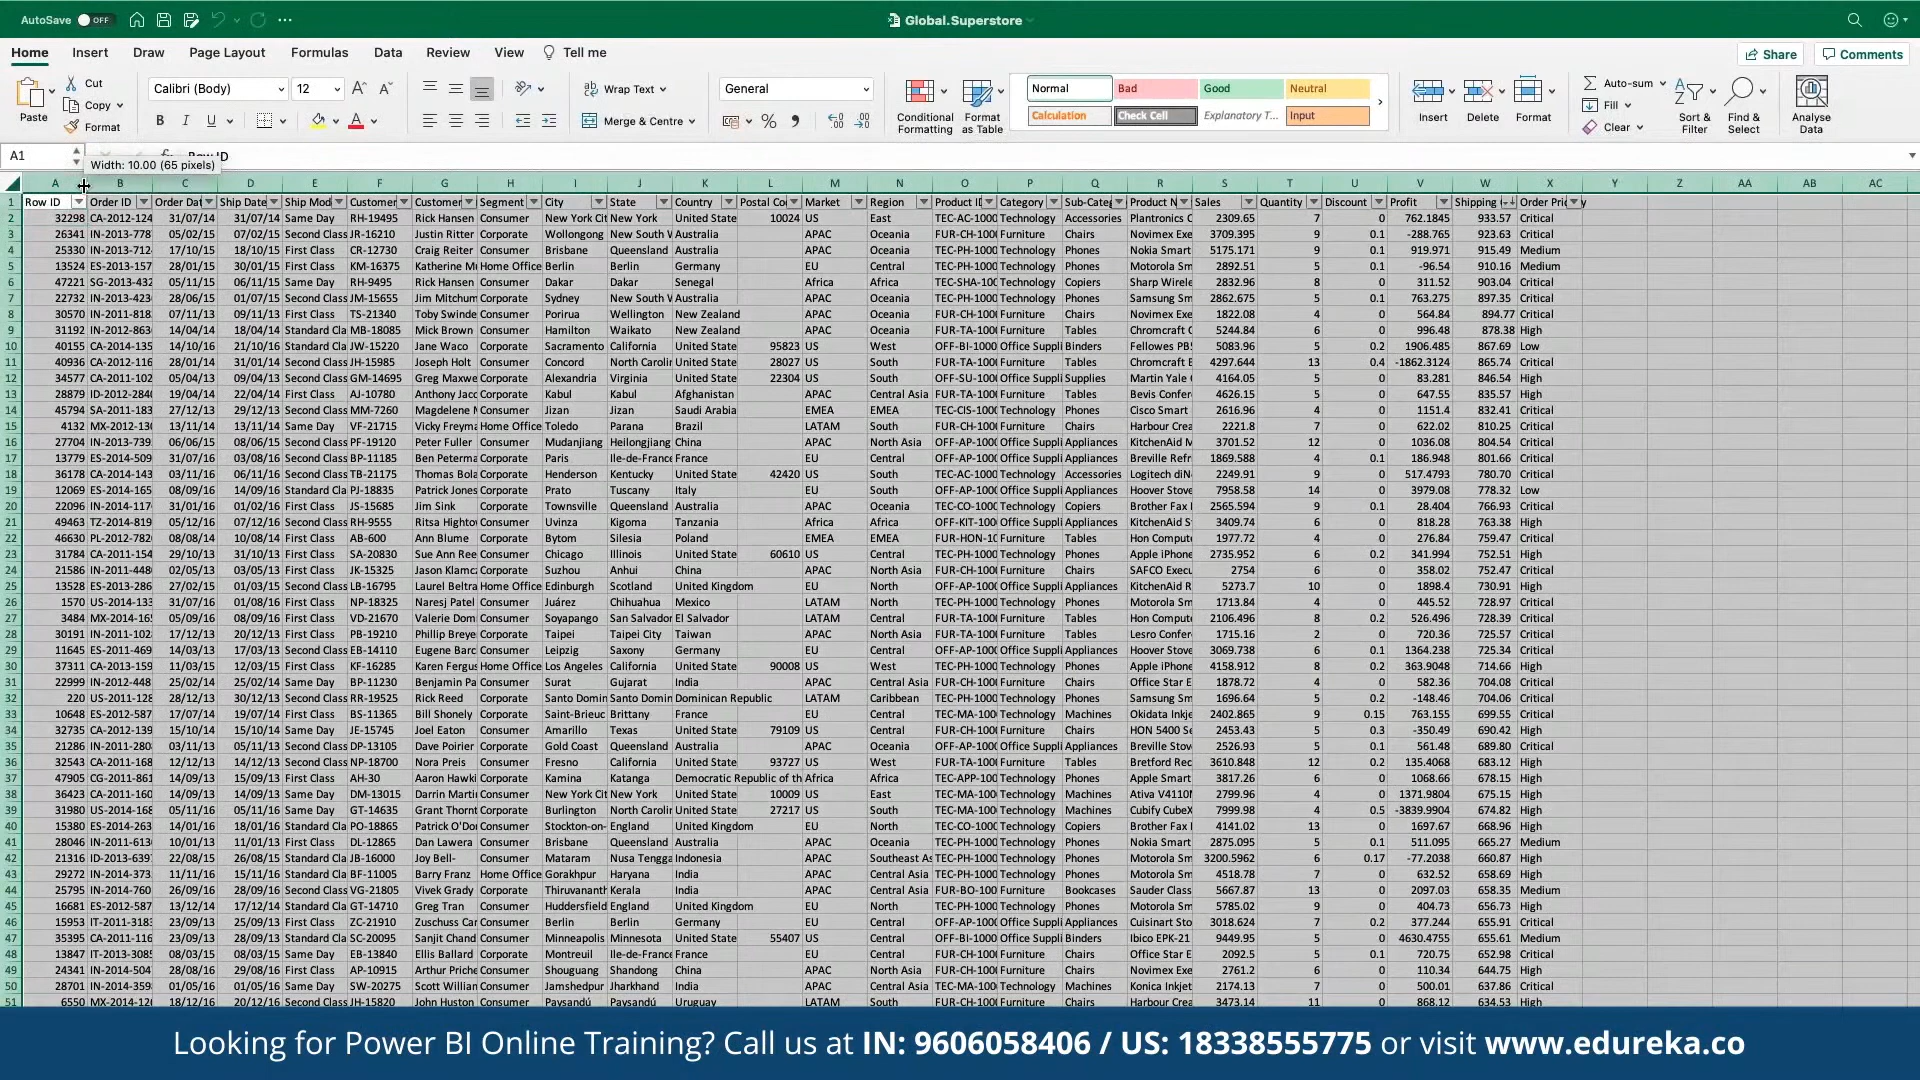 AutoSave OFF Global.Superstore
Home Insert Draw Page Layout Formulas Data Review View Tell me Share Comments
Paste Cut Copy Format Calibri (Body) 12 Wrap Text Merge & Centre General Conditional Formatting Format as Table Normal Bad Good Neutral Calculation Check Cell Explanatory T... Input Insert Delete Format Auto-sum Fill Clear Sort & Filter Find & Select Analyse Data
A1 Row ID
Width: 10.00 (65 pixels)
A B C D E F G H I J K L M N O P Q R S T U V W X Y Z AA AB AC
1 Row ID Order ID Order Dat Ship Date Ship Mod Customer Customer Segment City State Country Postal Co Market Region Product ID Category Sub-Categ Product N Sales Quantity Discount Profit Shipping Order Prio
2 32298 CA-2012-124 31/07/14 31/07/14 Same Day RH-19495 Rick Hansen Consumer New York Cit New York United State 10024 US East TEC-AC-100 Technology Accessories Plantronics C 2309.65 7 0 762.1845 933.57 Critical
3 26341 IN-2013-778 05/02/15 07/02/15 Second Class JR-16210 Justin Ritter Corporate Wollongong New South W Australia APAC Oceania FUR-CH-100 Furniture Chairs Novimex Exe 3709.395 9 0.1 -288.765 923.63 Critical
4 25330 IN-2013-712 17/10/15 18/10/15 First Class CR-12730 Craig Reiter Consumer Brisbane Queensland Australia APAC Oceania TEC-PH-100 Technology Phones Nokia Smart 5175.171 9 0.1 919.971 915.49 Medium
5 13524 ES-2013-157 28/01/15 30/01/15 First Class KM-16375 Katherine Mu Home Office Berlin Berlin Germany EU Central TEC-PH-100 Technology Phones Motorola Sm 2892.51 5 0.1 -96.54 910.16 Medium
6 47221 SG-2013-432 05/11/15 06/11/15 Same Day RH-9495 Rick Hansen Consumer Dakar Dakar Senegal Africa Africa TEC-SHA-10 Technology Copiers Sharp Wirele 2832.96 8 0 311.52 903.04 Critical
7 22732 IN-2013-423 28/06/15 01/07/15 Second Class JM-15655 Jim Mitchum Corporate Sydney New South W Australia APAC Oceania TEC-PH-100 Technology Phones Samsung Sm 2862.675 5 0.1 763.275 897.35 Critical
8 30570 IN-2011-818 07/11/13 09/11/13 First Class TS-21340 Toby Swinde Consumer Porirua Wellington New Zealand APAC Oceania FUR-CH-100 Furniture Chairs Novimex Exe 1822.08 4 0 564.84 894.77 Critical
9 31192 IN-2012-863 14/04/14 18/04/14 Standard Cla MB-18085 Mick Brown Consumer Hamilton Waikato New Zealand APAC Oceania FUR-TA-100 Furniture Tables Chromcraft C 5244.84 6 0 996.48 878.38 High
10 40155 CA-2014-135 14/10/16 21/10/16 Standard Cla JW-15220 Jane Waco Corporate Sacramento California United State 95823 US West OFF-BI-1000 Office Suppli Binders Fellowes PB 5083.96 5 0.2 1906.485 867.69 Low
11 40936 CA-2012-116 28/01/14 31/01/14 Second Class JH-15985 Joseph Holt Consumer Concord North Carolin United State 28027 US South FUR-TA-100 Furniture Tables Chromcraft B 4297.644 13 0.4 -1862.3124 865.74 Critical
12 34577 CA-2011-102 05/04/13 09/04/13 Second Class GM-14695 Greg Maxwe Corporate Alexandria Virginia United State 22304 US South OFF-SU-100 Office Suppli Supplies Martin Yale 4164.05 5 0 83.281 846.54 High
13 28879 ID-2012-284 19/04/14 22/04/14 First Class AJ-10780 Anthony Jac Corporate Kabul Kabul Afghanistan APAC Central Asia FUR-TA-100 Furniture Tables Bevis Confer 4626.15 5 0 647.55 835.57 High
14 45794 SA-2011-183 27/12/13 29/12/13 Second Class MM-7260 Magdelene M Consumer Jizan Jizan Saudi Arabia EMEA EMEA TEC-CIS-100 Technology Phones Cisco Smart 2616.96 4 0 1151.4 832.41 Critical
15 4132 MX-2012-13 13/11/14 13/11/14 Same Day VF-21715 Vicky Freyma Home Office Toledo Parana Brazil LATAM South FUR-CH-100 Furniture Chairs Harbour Crea 2221.8 7 0 622.02 810.25 Critical
16 27704 IN-2013-739 06/06/15 08/06/15 Second Class PF-19120 Peter Fuller Consumer Mudanjiang Heilongjiang China APAC North Asia OFF-AP-100 Office Suppli Appliances KitchenAid M 3701.52 12 0 1036.08 804.54 Critical
17 13779 ES-2014-509 31/07/16 03/08/16 Second Class BP-11185 Ben Peterma Corporate Paris Ile-de-France France EU Central OFF-AP-100 Office Suppli Appliances Breville Refr 1869.588 4 0.1 186.948 801.66 Critical
18 36178 CA-2014-143 03/11/16 06/11/16 Second Class TB-21175 Thomas Bola Corporate Henderson Kentucky United State 42420 US South TEC-AC-100 Technology Accessories Logitech diN 2249.91 9 0 517.4793 780.70 Critical
19 12069 ES-2014-165 08/09/16 14/09/16 Standard Cla PJ-18835 Patrick Jones Corporate Prato Tuscany Italy EU South OFF-AP-100 Office Suppli Appliances Hoover Stove 7958.58 14 0 3979.08 778.32 Low
20 22096 IN-2014-117 31/01/16 01/02/16 First Class JS-15685 Jim Sink Corporate Townsville Queensland Australia APAC Oceania TEC-CO-100 Technology Copiers Brother Fax 2565.594 9 0.1 28.404 766.93 Critical
21 49463 TZ-2014-819 05/12/16 07/12/16 Second Class RH-9555 Ritsa Highto Consumer Uvinza Kigoma Tanzania Africa Africa OFF-KIT-100 Office Suppli Appliances KitchenAid S 3409.74 6 0 818.28 763.38 High
22 46630 PL-2012-782 08/08/14 10/08/14 First Class AB-600 Ann Blume Corporate Bytom Silesia Poland EMEA EMEA FUR-HON-10 Furniture Tables Hon Compute 1977.72 4 0 276.84 759.47 Critical
23 31784 CA-2011-154 29/10/13 31/10/13 First Class SA-20830 Sue Ann Ree Consumer Chicago Illinois United State 60610 US Central TEC-PH-100 Technology Phones Apple iPhone 2735.952 6 0.2 341.994 752.51 High
24 21586 IN-2011-448 02/05/13 03/05/13 First Class JK-15325 Jason Klamcz Corporate Suzhou Anhui China APAC North Asia FUR-CH-100 Furniture Chairs SAFCO Execu 2754 6 0 358.02 752.47 Critical
25 13528 ES-2013-286 27/02/15 01/03/15 Second Class LB-16795 Laurel Beltra Home Office Edinburgh Scotland United Kingdom EU North OFF-AP-100 Office Suppli Appliances KitchenAid R 5273.7 10 0 1898.4 730.91 High
26 1570 US-2014-133 31/07/16 01/08/16 First Class NP-18325 Naresj Patel Consumer Juárez Chihuahua Mexico LATAM North TEC-PH-100 Technology Phones Motorola Sm 1713.84 4 0 445.52 728.97 Critical
27 3484 MX-2014-16 05/09/16 08/09/16 Second Class VD-21670 Valerie Dom Consumer Soyapango San Salvador El Salvador LATAM Central FUR-TA-100 Furniture Tables Hon Compute 2106.496 8 0.2 526.496 728.39 Critical
28 30191 IN-2011-102 17/12/13 20/12/13 First Class PB-19210 Phillip Breye Corporate Taipei Taipei City Taiwan APAC North Asia FUR-TA-100 Furniture Tables Lesro Confer 1715.16 2 0 720.36 725.57 Critical
29 11645 ES-2011-469 14/03/13 17/03/13 Second Class EB-14110 Eugene Barc Consumer Leipzig Saxony Germany EU Central OFF-AP-100 Office Suppli Appliances Hoover Stove 3069.738 6 0.1 1364.238 725.34 Critical
30 37311 CA-2013-159 11/03/15 12/03/15 First Class KF-16285 Karen Fergus Home Office Los Angeles California United State 90008 US West TEC-PH-100 Technology Phones Apple iPhone 4158.912 8 0.2 363.9048 714.66 High
31 22999 IN-2012-448 25/02/14 25/02/14 Same Day BP-11230 Benjamin Pa Consumer Surat Gujarat India APAC Central Asia FUR-CH-100 Furniture Chairs Office Star E 1878.72 4 0 582.36 704.08 Critical
32 220 US-2011-128 28/12/13 30/12/13 Second Class RR-19525 Rick Reed Corporate Santo Domin Santo Domin Dominican Republic LATAM Caribbean TEC-PH-100 Technology Phones Samsung Sm 1696.64 5 0.2 -148.46 704.06 Critical
33 10648 ES-2012-587 17/07/14 19/07/14 First Class BS-11365 Bill Shonely Corporate Saint-Brieuc Brittany France EU Central TEC-MA-100 Technology Machines Okidata Inkje 2402.865 9 0.15 763.155 699.55 Critical
34 32735 CA-2012-139 15/10/14 15/10/14 Same Day JE-15745 Joel Eaton Consumer Amarillo Texas United State 79109 US Central FUR-CH-100 Furniture Chairs HON 5400 Se 2453.43 5 0.3 -350.49 690.42 High
35 21286 IN-2011-280 03/11/13 05/11/13 Second Class DP-13105 Dave Poirier Corporate Gold Coast Queensland Australia APAC Oceania OFF-AP-100 Office Suppli Appliances Breville Stov 2526.93 5 0.1 561.48 689.80 Critical
36 32543 CA-2011-168 12/12/13 14/12/13 Second Class NP-18700 Nora Preis Consumer Fresno California United State 93727 US West FUR-TA-100 Furniture Tables Bretford Rec 3610.848 12 0.2 135.4068 683.12 High
37 47905 CG-2011-861 14/09/13 15/09/13 First Class AH-30 Aaron Hawki Corporate Kamina Katanga Democratic Republic of th Africa Africa TEC-APP-100 Technology Phones Apple Smart 3817.26 6 0 1068.66 678.15 High
38 36423 CA-2011-160 14/09/13 14/09/13 Same Day DM-13015 Darrin Marti Consumer New York Cit New York United State 10009 US East TEC-MA-100 Technology Machines Ativa V4110 2799.96 4 0 1371.9804 675.15 High
39 31980 US-2014-168 05/11/16 05/11/16 Same Day GT-14635 Grant Thornt Corporate Burlington North Carolin United State 27217 US South TEC-MA-100 Technology Machines Cubify CubeX 7999.98 4 0.5 -3839.9904 674.82 High
40 15380 ES-2014-263 14/01/16 18/01/16 Standard Cla PO-18865 Patrick O'Do Consumer Stockton-on- England United Kingdom EU North TEC-CO-100 Technology Copiers Brother Fax 4141.02 13 0 1697.67 668.96 High
41 28046 IN-2011-613 10/01/13 11/01/13 First Class DL-12865 Dan Lawera Consumer Brisbane Queensland Australia APAC Oceania TEC-PH-100 Technology Phones Nokia Smart 2875.095 5 0.1 511.095 665.27 Medium
42 21316 ID-2013-639 22/08/15 26/08/15 Standard Cla JB-16000 Joy Bell- Consumer Mataram Nusa Tengga Indonesia APAC Southeast As TEC-PH-100 Technology Phones Motorola Sm 3200.5962 6 0.17 -77.2038 660.87 High
43 29272 IN-2014-373 11/11/16 15/11/16 Standard Cla BF-11005 Barry Franz Home Office Gorakhpur Haryana India APAC Central Asia TEC-PH-100 Technology Phones Samsung Sm 4518.78 7 0 632.52 658.69 High
44 25795 IN-2014-760 26/09/16 28/09/16 Second Class VG-21805 Vivek Grady Corporate Thiruvananth Kerala India APAC Central Asia FUR-BO-100 Furniture Bookcases Sauder Class 5667.87 13 0 2097.03 658.35 Medium
45 16681 ES-2012-587 13/12/14 17/12/14 Standard Cla GT-14710 Greg Tran Consumer Huddersfield England United Kingdom EU North TEC-PH-100 Technology Phones Motorola Sm 5785.02 9 0 404.73 656.73 High
46 15953 IT-2011-318 23/09/13 25/09/13 First Class ZC-21910 Zuschuss Car Consumer Berlin Berlin Germany EU Central OFF-AP-100 Office Suppli Appliances Cuisinart Sto 3018.624 7 0.2 377.244 655.91 Critical
47 35395 CA-2011-116 23/09/13 28/09/13 Standard Cla SC-20095 Sanjit Chand Consumer Minneapolis Minnesota United State 55407 US Central OFF-BI-1000 Office Suppli Binders Ibico EPK-21 9449.95 5 0 4630.4755 655.61 Medium
48 13847 IT-2013-308 08/03/15 08/03/15 Same Day EB-13840 Ellis Ballard Corporate Montreuil Ile-de-France France EU Central FUR-CH-100 Furniture Chairs Office Star E 2092.5 5 0.1 720.75 652.98 Critical
49 24341 IN-2014-504 28/08/16 29/08/16 First Class AP-10915 Arthur Priche Consumer Shouguang Shandong China APAC North Asia FUR-CH-100 Furniture Chairs Novimex Exe 2761.2 6 0 110.34 644.75 High
50 28701 IN-2014-359 01/05/16 01/05/16 Same Day SW-20275 Scott Willian Consumer Jamshedpur Jharkhand India APAC Central Asia TEC-MA-100 Technology Machines Konica Inkjet 2174.13 7 0 500.01 637.86 Critical
51 6550 MX-2014-12 18/12/16 20/12/16 Second Class JH-15820 John Huston Consumer Paysandú Paysandú Uruguay LATAM South FUR-CH-100 Furniture Chairs Harbour Crea 3473.14 11 0 868.12 634.53 High
Looking for Power BI Online Training? Call us at IN: 9606058406 / US: 18338555775 or visit www.edureka.co